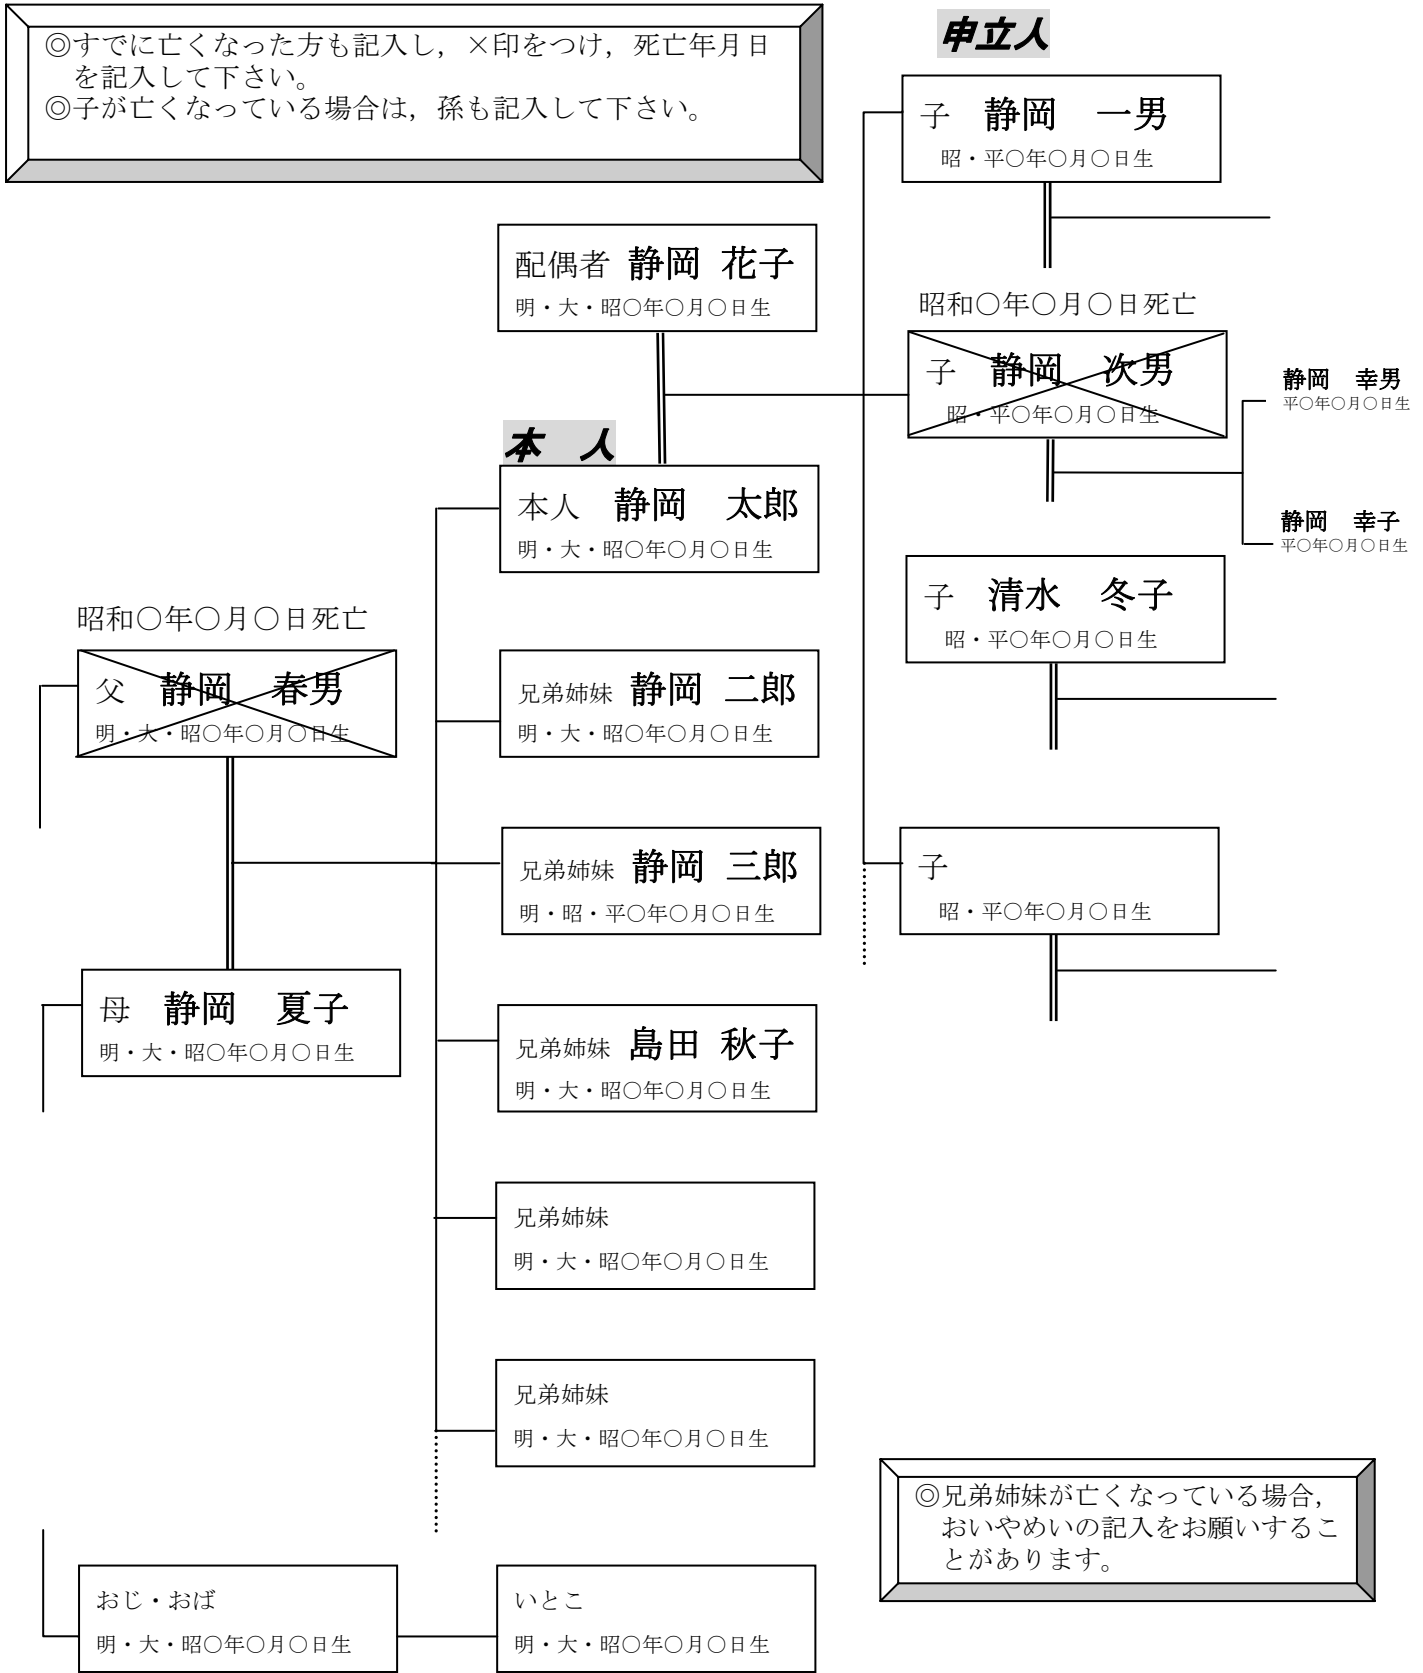 ◎すでに亡くなった方も記入し，×印をつけ，死亡年月日
を記入して下さい。
◎子が亡くなっている場合は，孫も記入して下さい。
申立人
子　静岡　一男
昭・平〇年〇月〇日生
配偶者 静岡 花子
明・大・昭〇年〇月〇日生
昭和〇年〇月〇日死亡
子　静岡　次男
昭・平〇年〇月〇日生
静岡　幸男
平〇年〇月〇日生
静岡　幸子
平〇年〇月〇日生
本　人
本人　静岡　太郎
明・大・昭〇年〇月〇日生
子　清水　冬子
昭・平〇年〇月〇日生
昭和〇年〇月〇日死亡
父　静岡　春男
明・大・昭〇年〇月〇日生
兄弟姉妹 静岡 二郎
明・大・昭〇年〇月〇日生
兄弟姉妹 静岡 三郎
明・昭・平〇年〇月〇日生
子
昭・平〇年〇月〇日生
母　静岡　夏子
明・大・昭〇年〇月〇日生
兄弟姉妹 島田 秋子
明・大・昭〇年〇月〇日生
兄弟姉妹
明・大・昭〇年〇月〇日生
兄弟姉妹
明・大・昭〇年〇月〇日生
◎兄弟姉妹が亡くなっている場合，
おいやめいの記入をお願いするこ
とがあります。
おじ・おば
明・大・昭〇年〇月〇日生
いとこ
明・大・昭〇年〇月〇日生